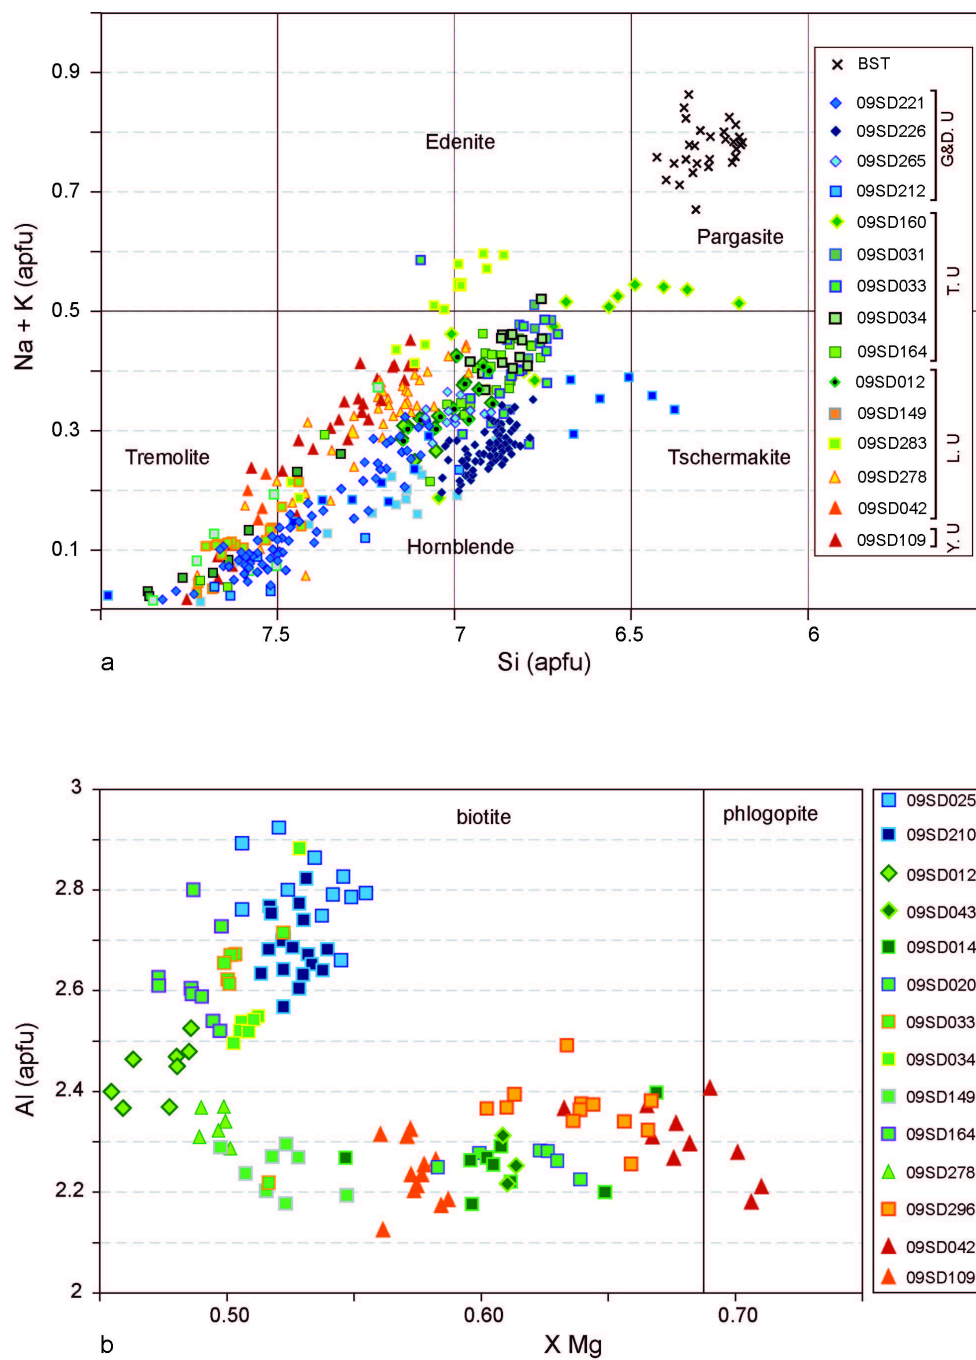 0.9
0.7
0.5
0.3
0.1
Na + K (apfu)
Edenite
Pargasite
Tremolite
Tschermakite
Hornblende
7.5
7
6.5
6
Si (apfu)
a
BST
09SD221
09SD226
09SD265
09SD212
G&D. U
09SD160
09SD031
09SD033
09SD034
09SD164
T. U
09SD012
09SD149
09SD283
09SD278
09SD042
L. U
09SD109
Y. U
3
2.8
2.6
2.4
2.2
2
Al (apfu)
biotite
phlogopite
0.50
0.60
0.70
X Mg
b
09SD025
09SD210
09SD012
09SD043
09SD014
09SD020
09SD033
09SD034
09SD149
09SD164
09SD278
09SD296
09SD042
09SD109